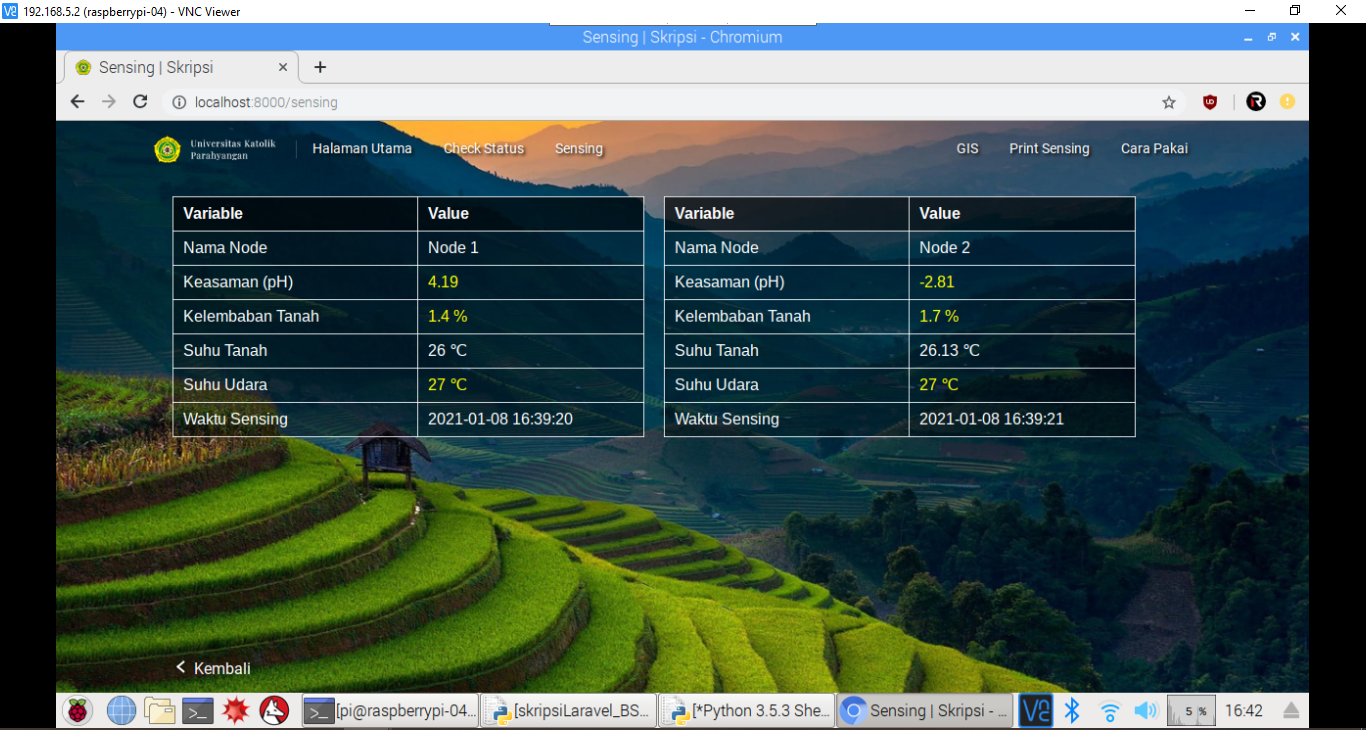 192.168.5.2 (raspberrypi-04) - VNC Viewer
Sensing | Skripsi - Chromium
Sensing | Skripsi
localhost:8000/sensing
Universitas Katolik
Parahyangan
Halaman Utama Check Status Sensing GIS Print Sensing Cara Pakai
Variable Value
Nama Node Node 1
Keasaman (pH) 4.19
Kelembaban Tanah 1.4 %
Suhu Tanah 26 ℃
Suhu Udara 27 ℃
Waktu Sensing 2021-01-08 16:39:20
Variable Value
Nama Node Node 2
Keasaman (pH) -2.81
Kelembaban Tanah 1.7 %
Suhu Tanah 26.13 ℃
Suhu Udara 27 ℃
Waktu Sensing 2021-01-08 16:39:21
Kembali
[pi@raspberrypi-04... [skripsiLaravel_BS... [*Python 3.5.3 She... Sensing | Skripsi - ... 5 % 16:42